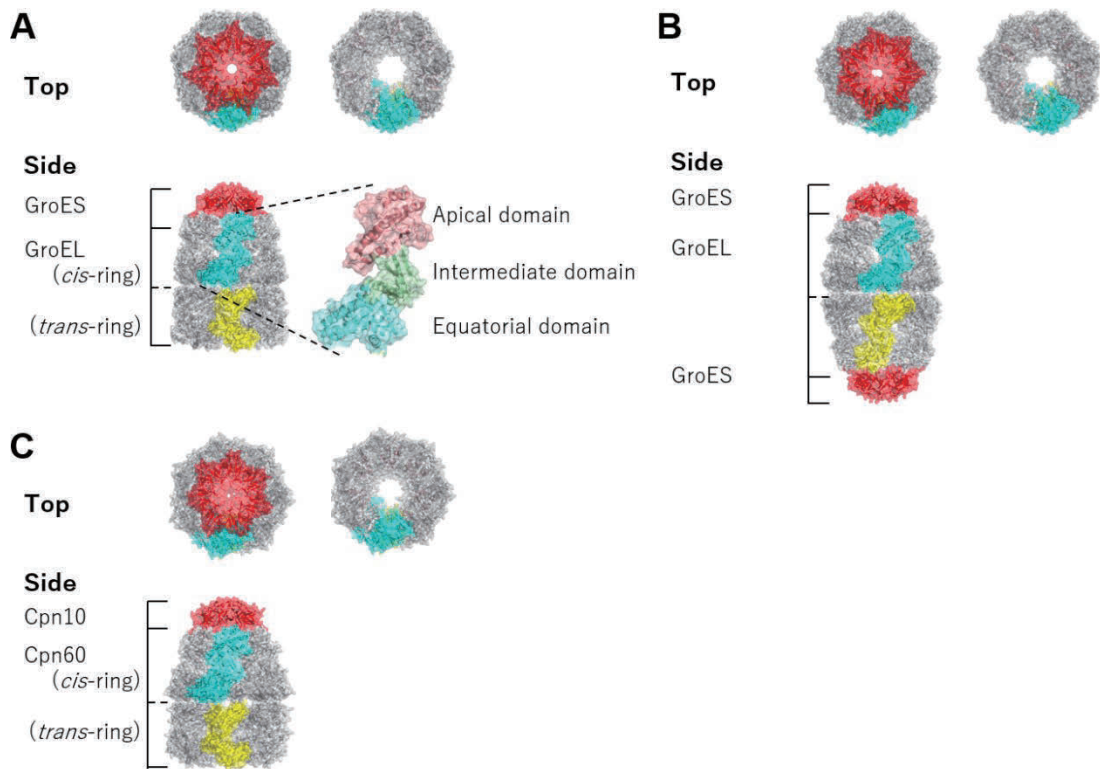 A
Top
Side
GroES
GroEL
(cis-ring)
(trans-ring)
Apical domain
Intermediate domain
Equatorial domain
B
Top
Side
GroES
GroEL
GroES
C
Top
Side
Cpn10
Cpn60
(cis-ring)
(trans-ring)